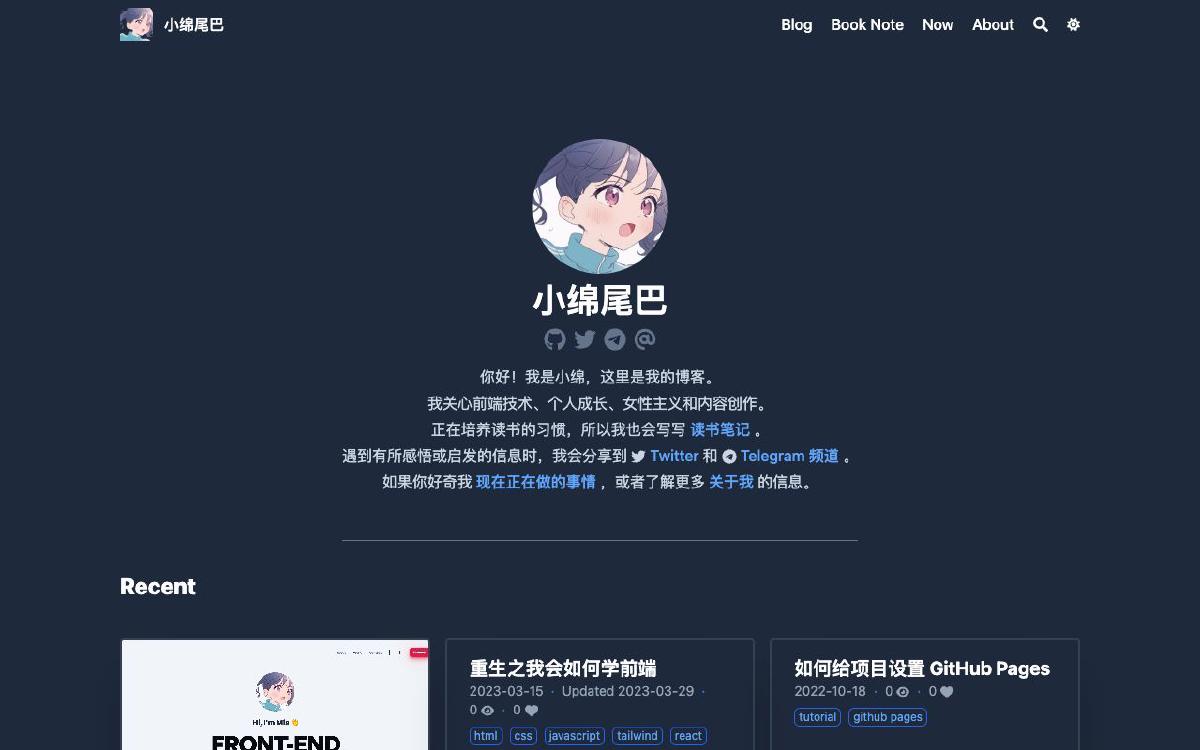 小绵尾巴
Blog Book Note Now About
小绵尾巴
你好！我是小绵，这里是我的博客。
我关心前端技术、个人成长、女性主义和内容创作。
正在培养读书的习惯，所以我也会写写 读书笔记 。
遇到有所感悟或启发的信息时，我会分享到 Twitter 和 Telegram 频道 。
如果你好奇我 现在正在做的事情 ，或者了解更多 关于我 的信息。
Recent
Hi, I'm Mia 👋
FRONT-END
重生之我会如何学前端
2023-03-15 · Updated 2023-03-29 ·
0 · 0
html css javascript tailwind react
如何给项目设置 GitHub Pages
2022-10-18 · 0 · 0
tutorial github pages